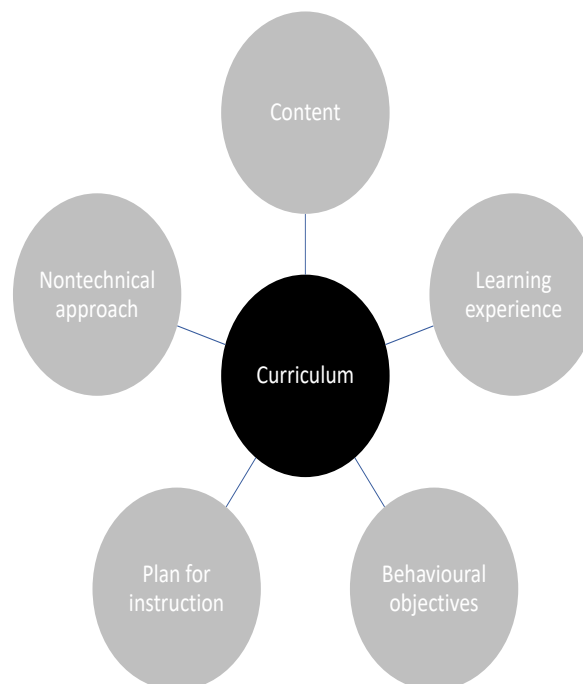 Content
Nontechnical
approach
Learning
experience
Curriculum
Plan for
instruction
Behavioural
objectives